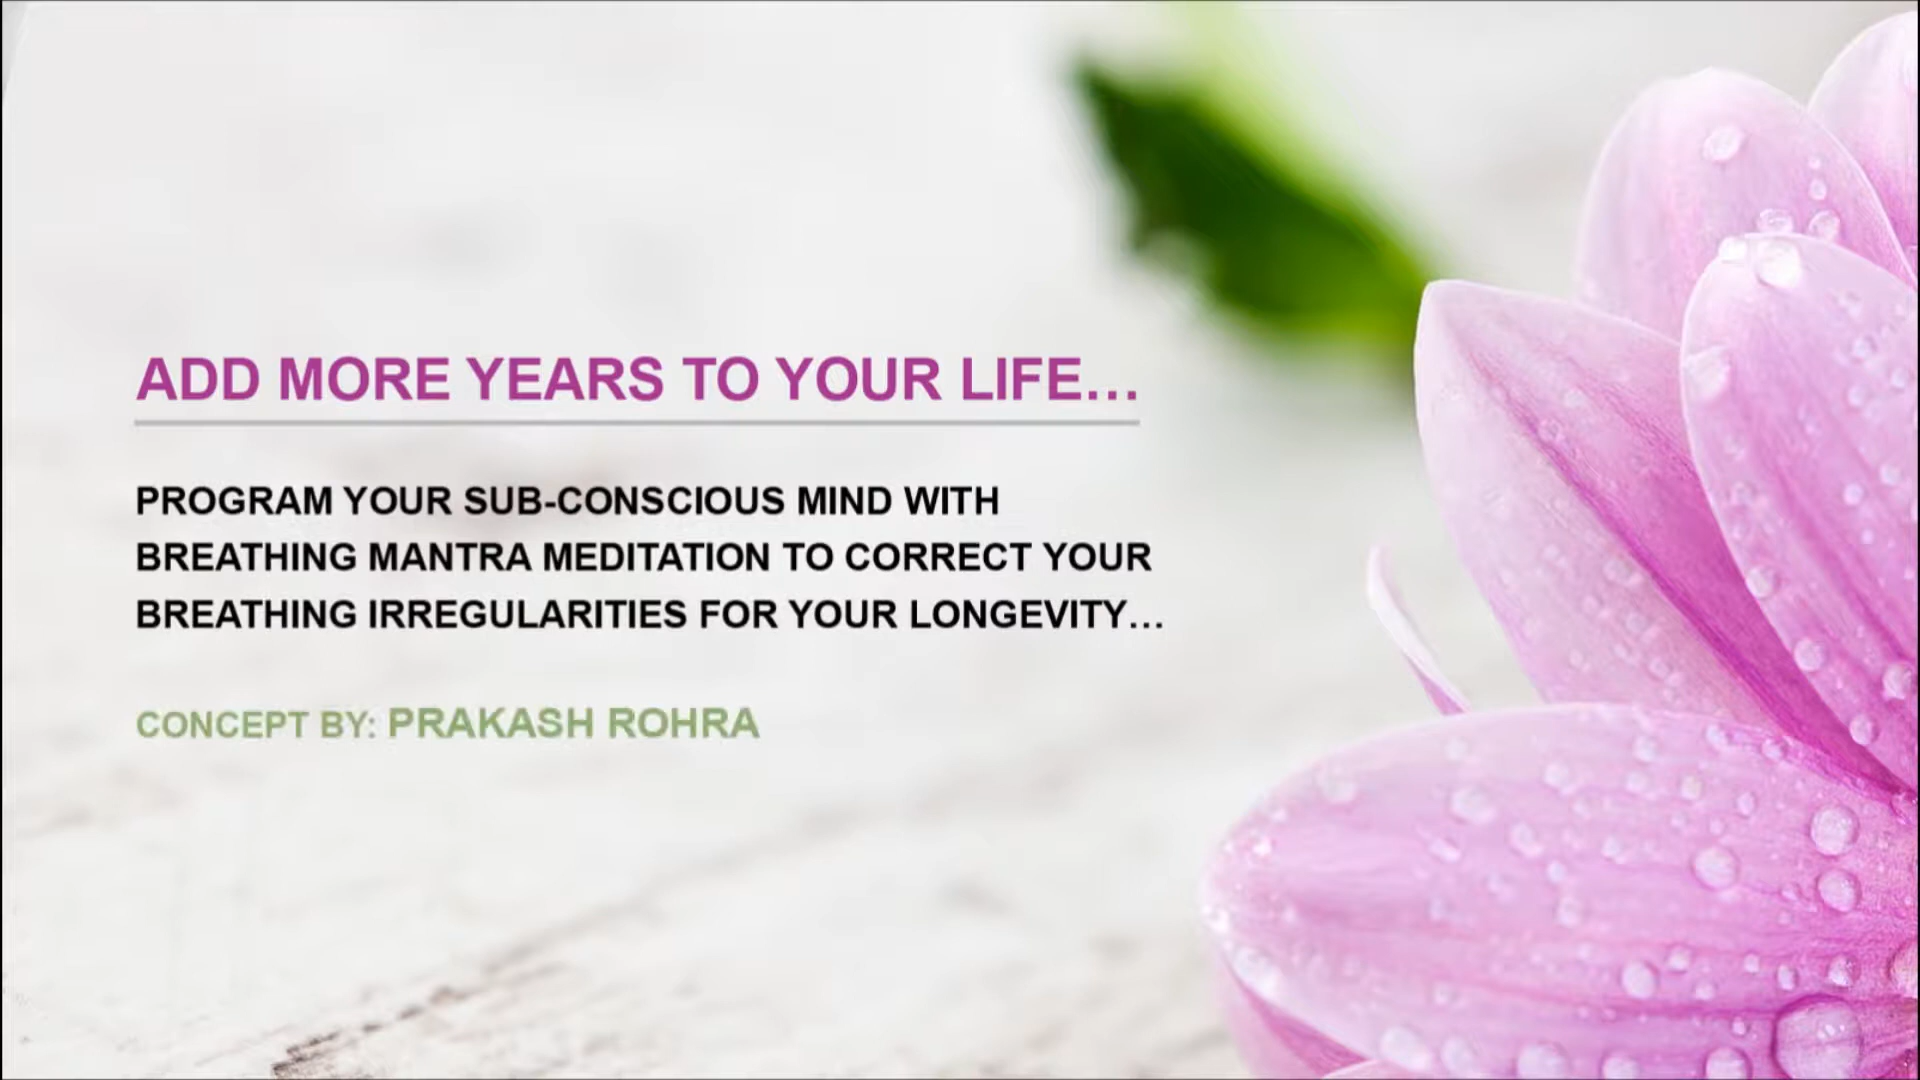 ADD MORE YEARS TO YOUR LIFE...
PROGRAM YOUR SUB-CONSCIOUS MIND WITH
BREATHING MANTRA MEDITATION TO CORRECT YOUR
BREATHING IRREGULARITIES FOR YOUR LONGEVITY...
CONCEPT BY: PRAKASH ROHRA